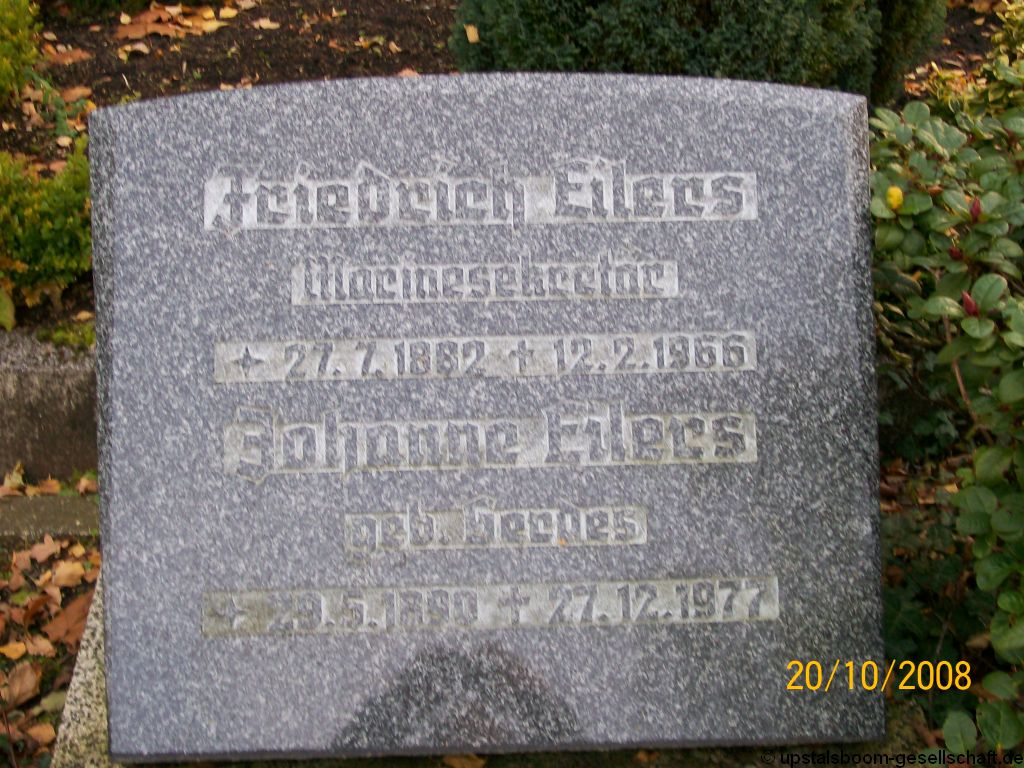 Friedrich Eilers
Marinesekretär
27.7.1882 † 12.2.1966
Johanne Eilers
geb. Gerdes
29.5.1890 † 27.12.1977
20/10/2008
© upstalsboom-gesellschaft.de